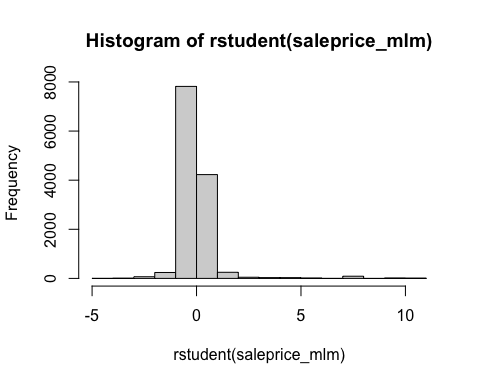 Histogram of rstudent(saleprice_mlm)
Frequency
8000
6000
4000
2000
0
-5 0 5 10
rstudent(saleprice_mlm)